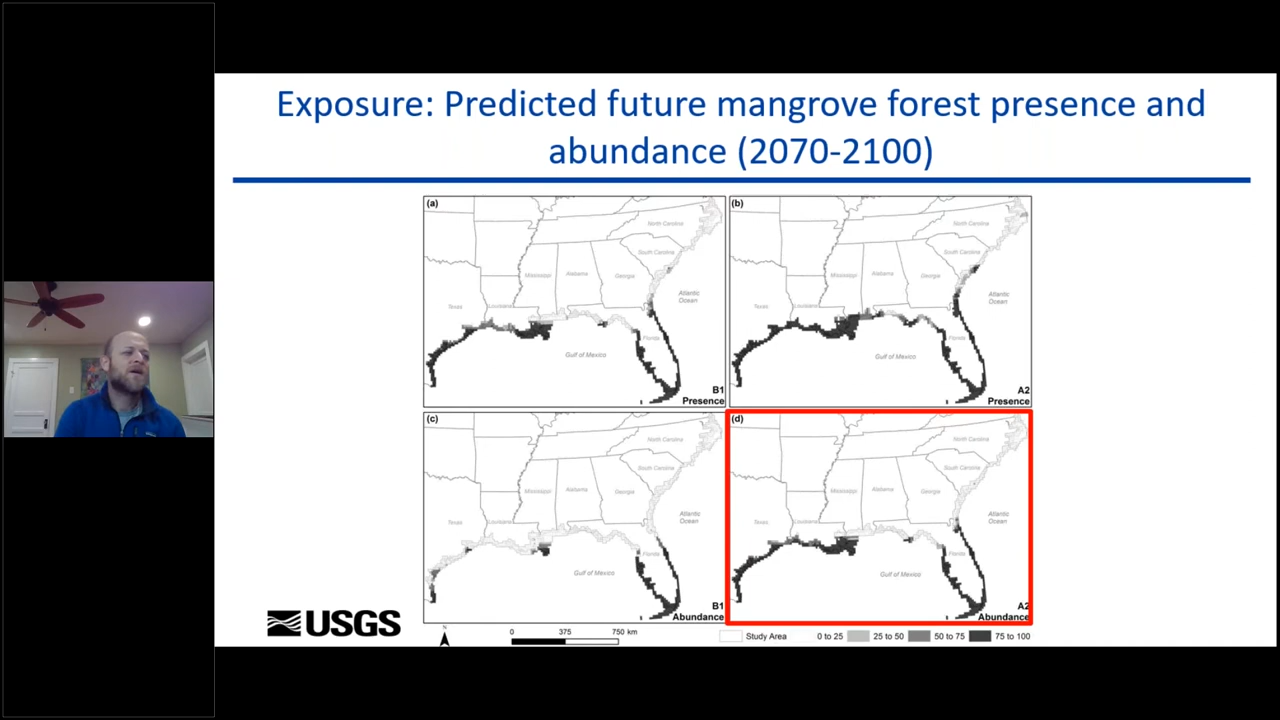 Exposure: Predicted future mangrove forest presence and
abundance (2070-2100)
(a)
North Carolina
South Carolina
Mississippi
Alabama
Georgia
Texas
Louisiana
Atlantic
Ocean
Florida
Gulf of Mexico
B1
Presence
(b)
North Carolina
South Carolina
Mississippi
Alabama
Georgia
Texas
Louisiana
Atlantic
Ocean
Florida
Gulf of Mexico
A2
Presence
(c)
North Carolina
South Carolina
Mississippi
Alabama
Georgia
Texas
Louisiana
Atlantic
Ocean
Florida
Gulf of Mexico
B1
Abundance
(d)
North Carolina
South Carolina
Mississippi
Alabama
Georgia
Texas
Louisiana
Atlantic
Ocean
Florida
Gulf of Mexico
A2
Abundance
USGS
N
0 375 750 km
Study Area 0 to 25 25 to 50 50 to 75 75 to 100